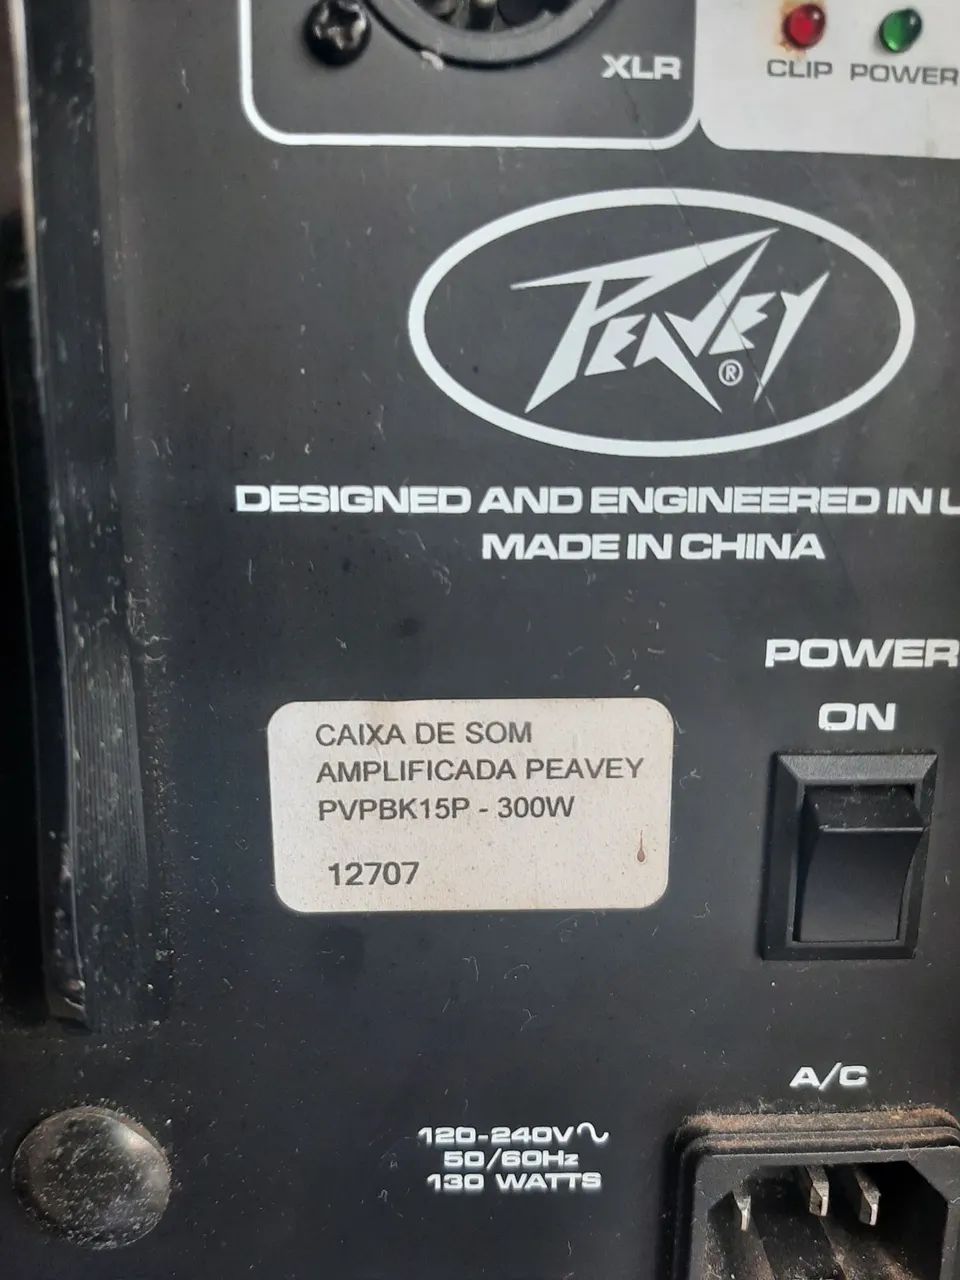 XLR
CLIP POWER
PEAVEY®
DESIGNED AND ENGINEERED IN U
MADE IN CHINA
POWER
ON
CAIXA DE SOM
AMPLIFICADA PEAVEY
PVPBK15P - 300W
12707
A/C
120-240V∿
50/60Hz
130 WATTS